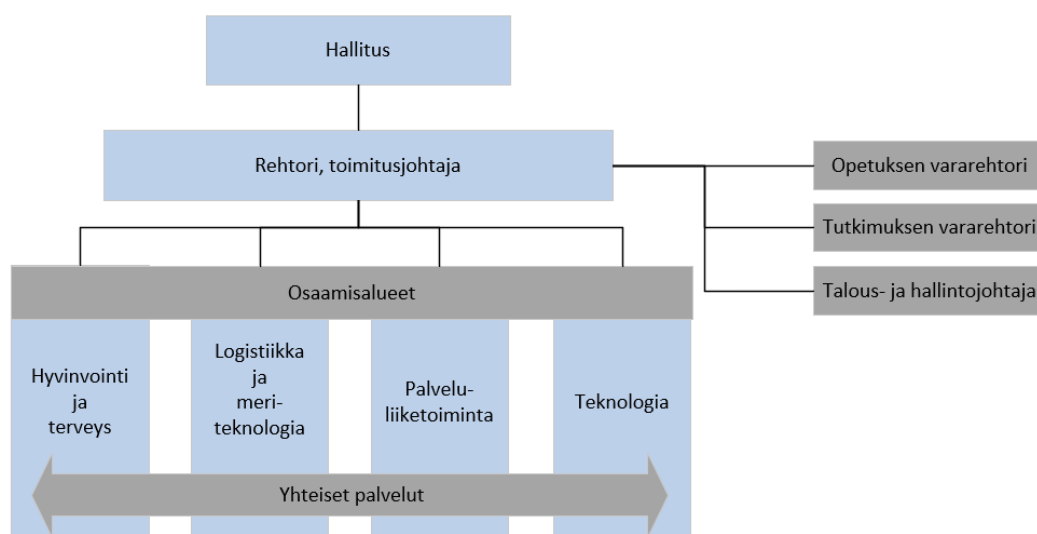 Hallitus
Rehtori, toimitusjohtaja
Opetuksen vararehtori
Tutkimuksen vararehtori
Talous- ja hallintojohtaja
Osaamisalueet
Hyvinvointi
ja
terveys
Logistiikka
ja
meri-
teknologia
Palvelu-
liiketoiminta
Teknologia
Yhteiset palvelut